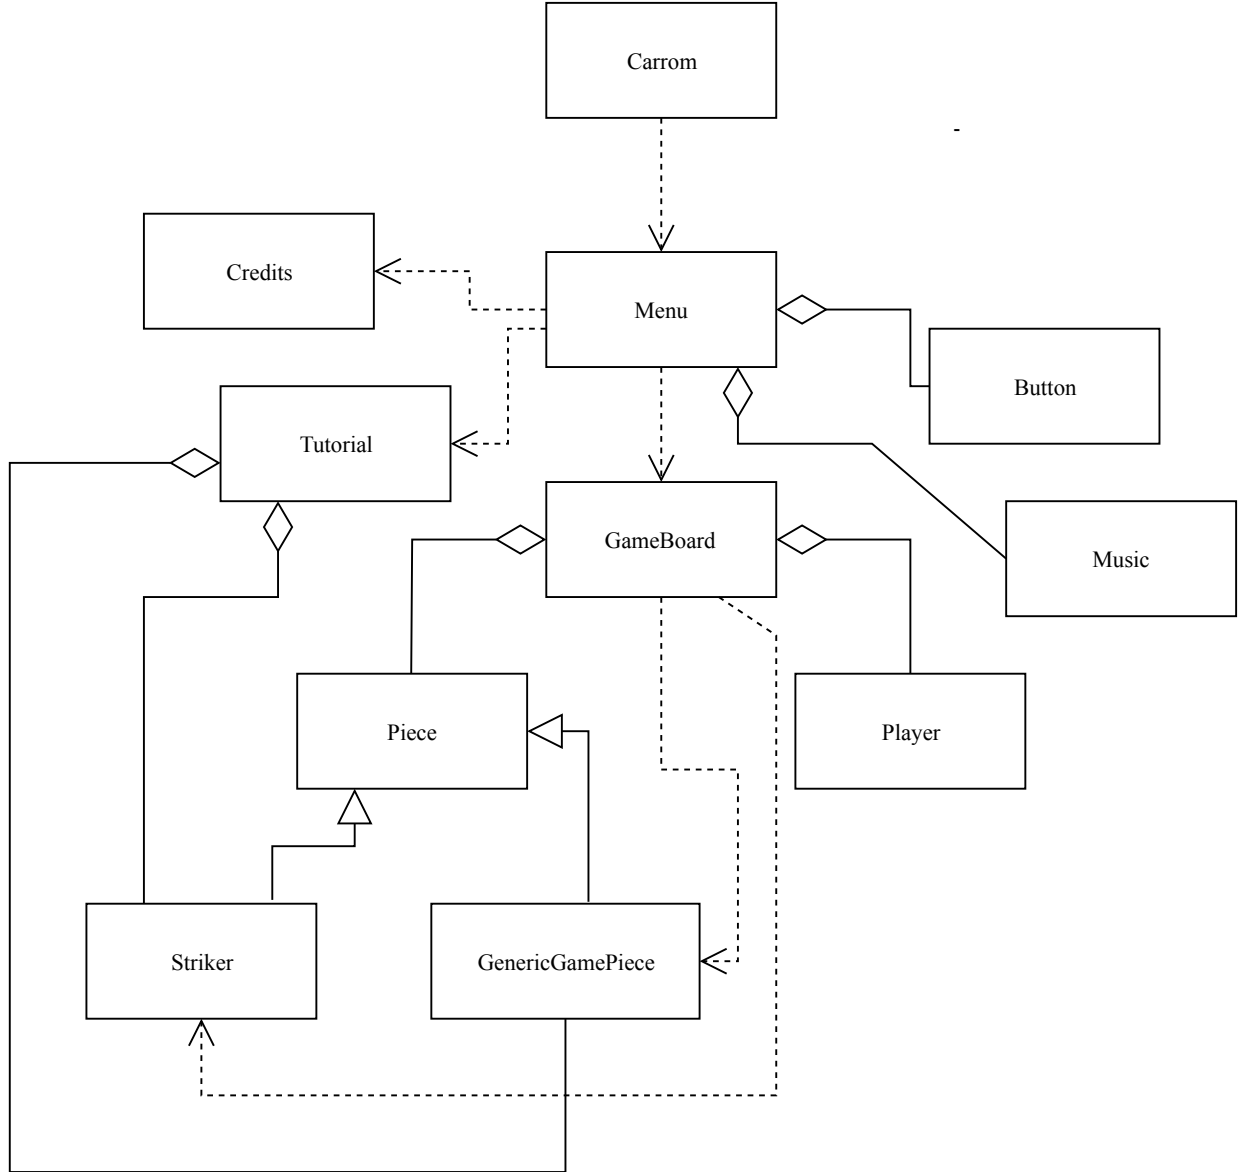 Carrom
-
Credits
Menu
Button
Tutorial
GameBoard
Music
Piece
Player
Striker
GenericGamePiece